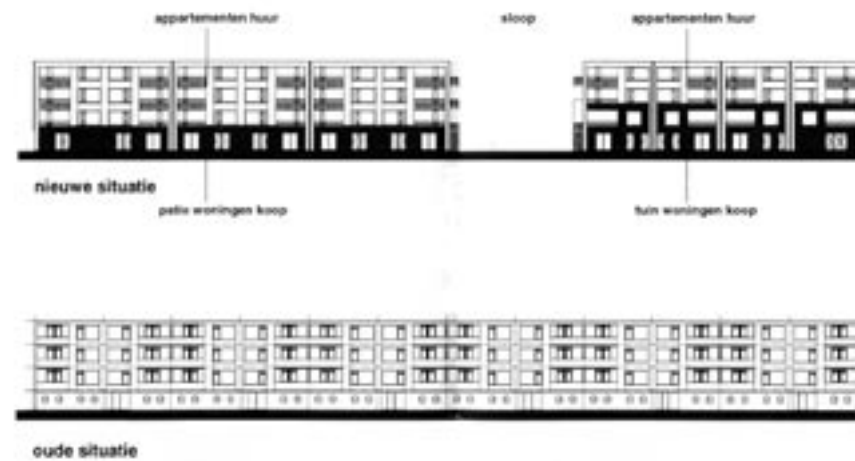 appartementen huur
sloop
appartementen huur
nieuwe situatie
patio woningen koop
tuin woningen koop
oude situatie